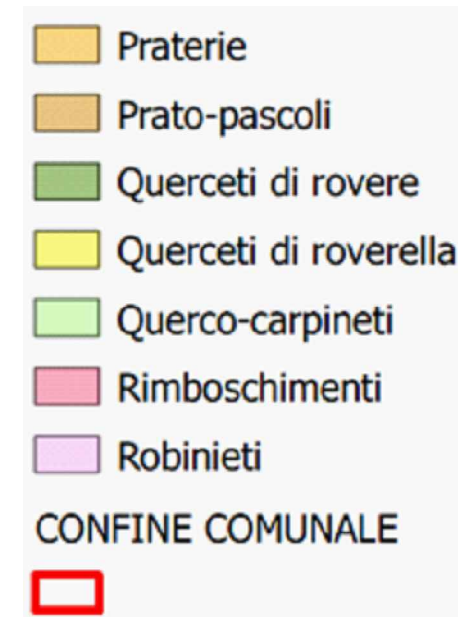 Praterie
Prato-pascoli
Querceti di rovere
Querceti di roverella
Querco-carpineti
Rimboschimenti
Robinieti
CONFINE COMUNALE